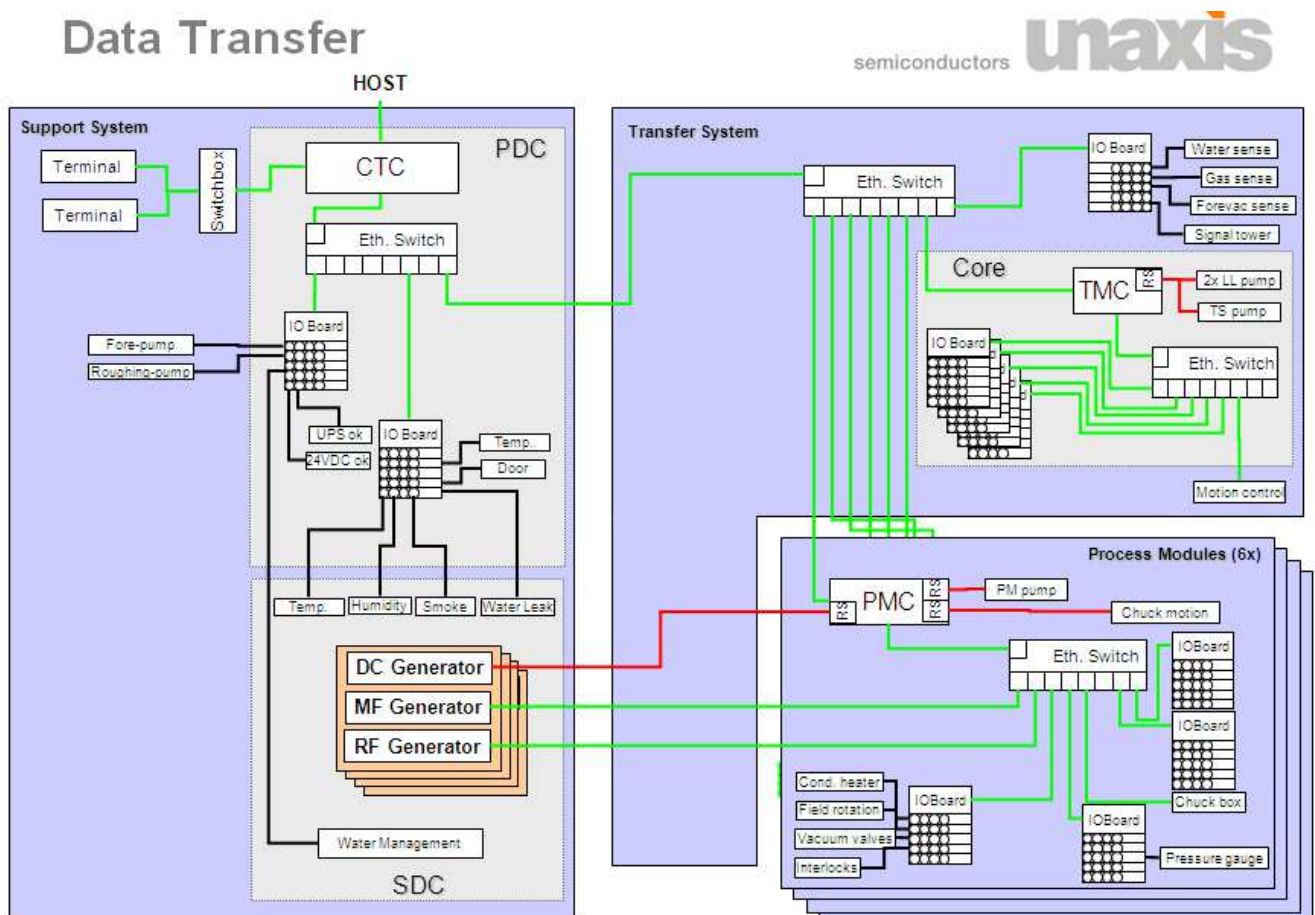 Data Transfer
semiconductors unaxis
HOST
Support System
PDC
Terminal
Terminal
Switchbox
CTC
Eth. Switch
IO Board
Fore-pump
Roughing-pump
UPS ok
24VDC ok
IO Board
Temp.
Door
Temp.
Humidity
Smoke
Water Leak
DC Generator
MF Generator
RF Generator
Water Management
SDC
Transfer System
Eth. Switch
IO Board
Water sense
Gas sense
Forevac sense
Signal tower
Core
TMC
RS
2x LL pump
TS pump
IO Board
d
d
d
Eth. Switch
Motion control
Process Modules (6x)
RS
PMC
RS
RS
PM pump
Chuck motion
Eth. Switch
IOBoard
IOBoard
Chuck box
Cond. heater
Field rotation
Vacuum valves
Interlocks
IOBoard
IOBoard
Pressure gauge